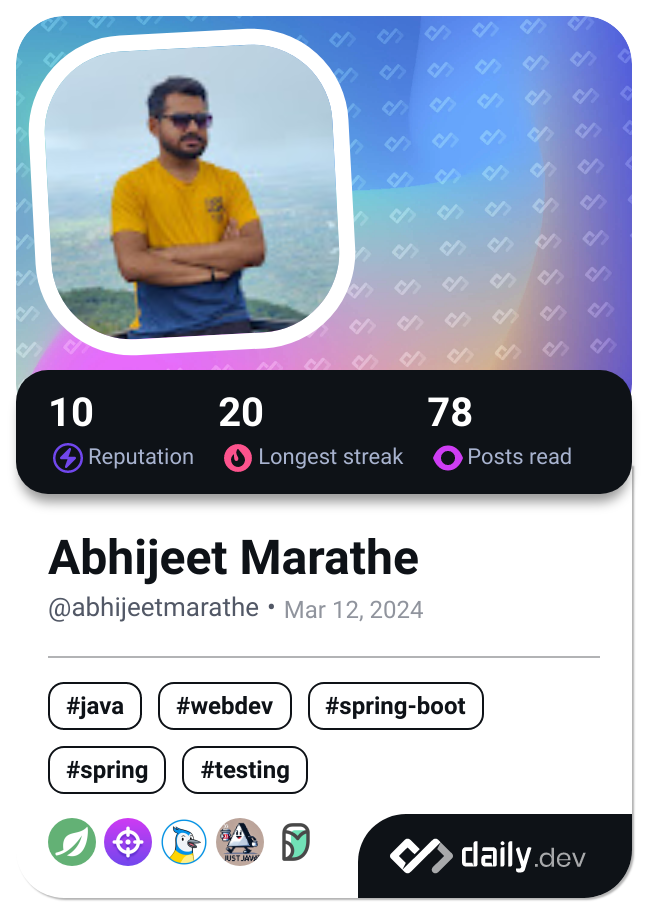 10 20 78
Reputation Longest streak Posts read
Abhijeet Marathe
@abhijeetmarathe • Mar 12, 2024
#java #webdev #spring-boot
#spring #testing
JUST JAVA
daily.dev